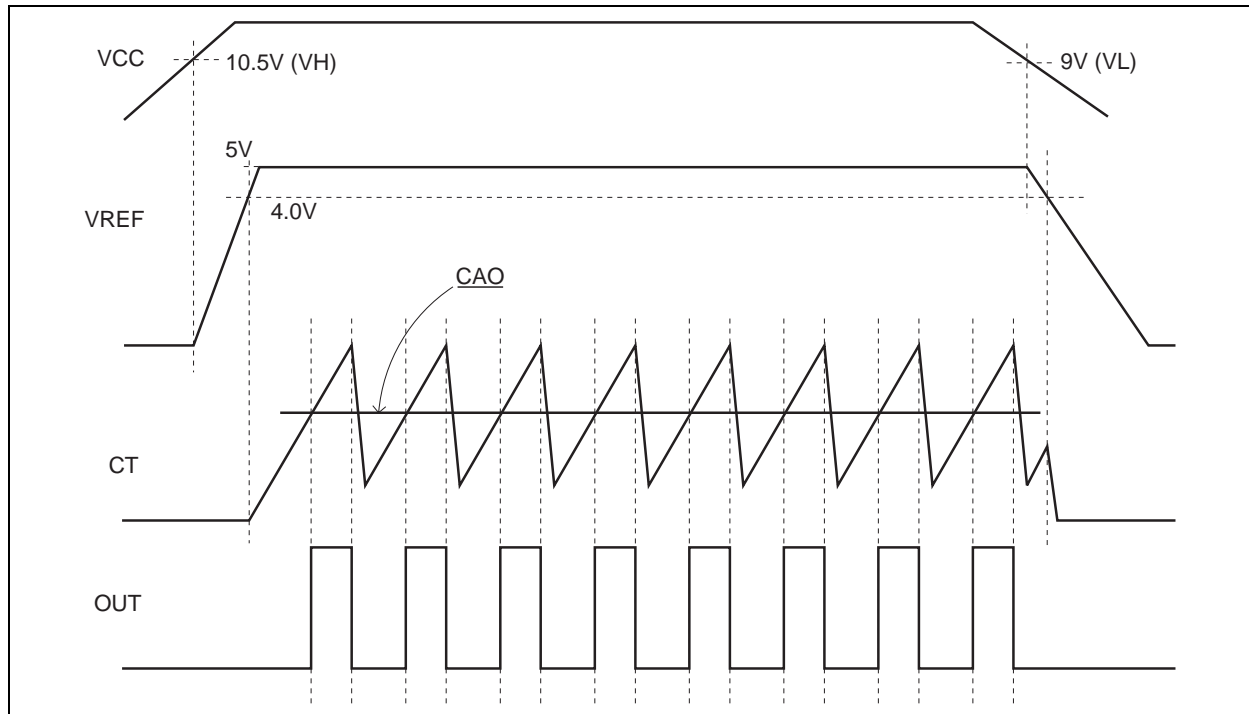 VCC
10.5V (VH)
9V (VL)
5V
VREF
4.0V
CAO
CT
OUT